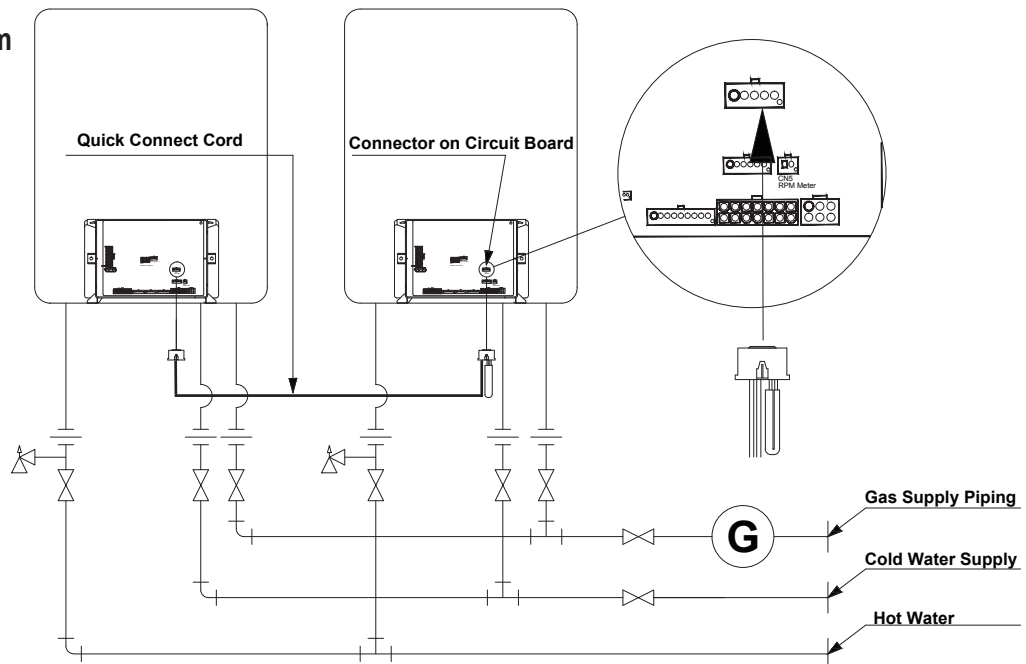 m
Quick Connect Cord
Connector on Circuit Board
CN5
RPM Meter
Gas Supply Piping
G
Cold Water Supply
Hot Water